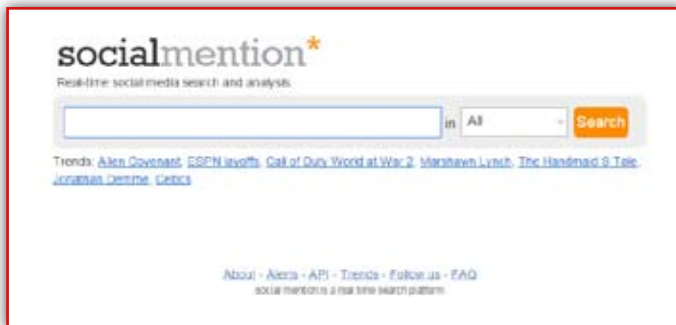 socialmention*
Real-time social media search and analysis
in All Search
Trends: Alien Covenant, ESPN layoffs, Call of Duty World at War 2, Marshawn Lynch, The Handmaid S Tale,
Jonathan Demme, Celtics
About - Alerts - API - Trends - Follow us - FAQ
social mention is a real time search platform